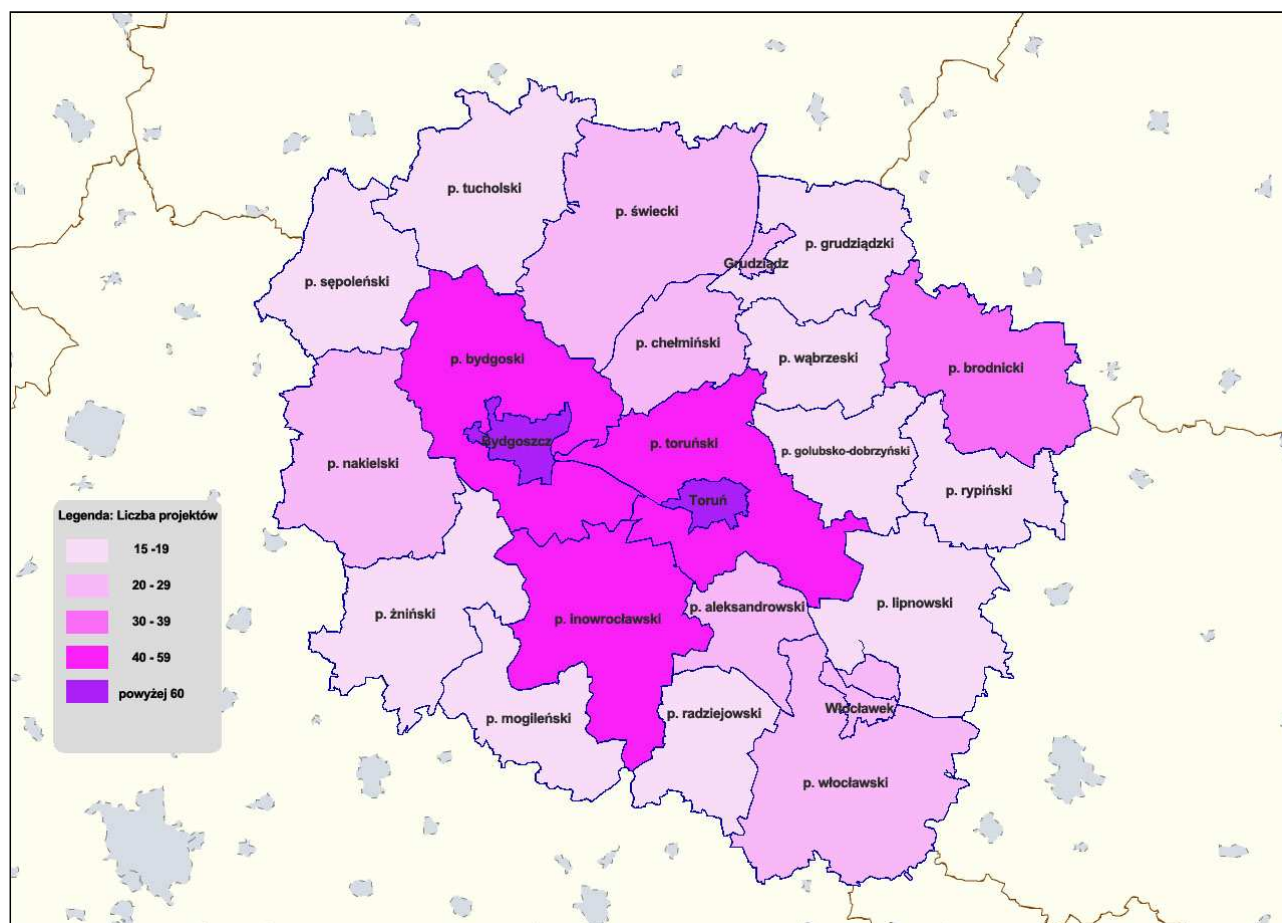 p. tucholski
p. świecki
p. grudziądzki
Grudziądz
p. sępoleński
p. chełmiński
p. bydgoski
p. wąbrzeski
p. brodnicki
Bydgoszcz
p. toruński
p. golubsko-dobrzyński
p. nakielski
p. rypiński
Toruń
Legenda: Liczba projektów
15 -19
20 - 29
30 - 39
40 - 59
powyżej 60
p. żniński
p. inowrocławski
p. aleksandrowski
p. lipnowski
p. mogileński
p. radziejowski
Włocławek
p. włocławski